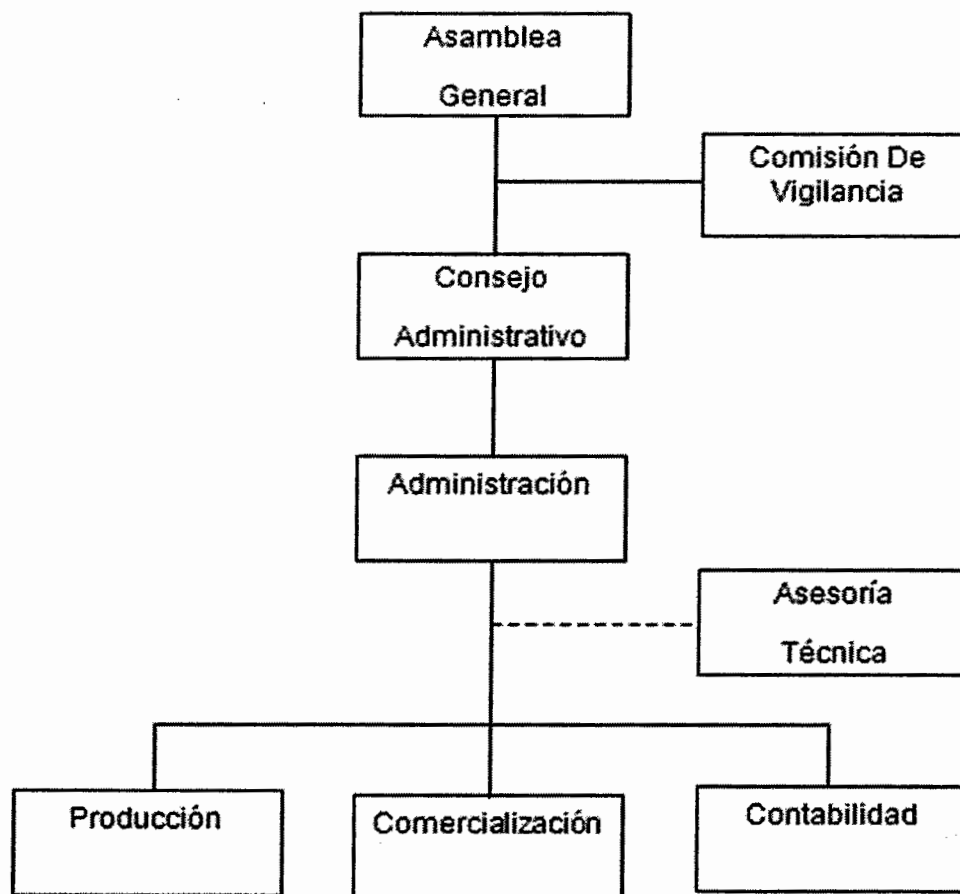 Asamblea
General
Comisión De
Vigilancia
Consejo
Administrativo
Administración
Asesoría
Técnica
Producción
Comercialización
Contabilidad